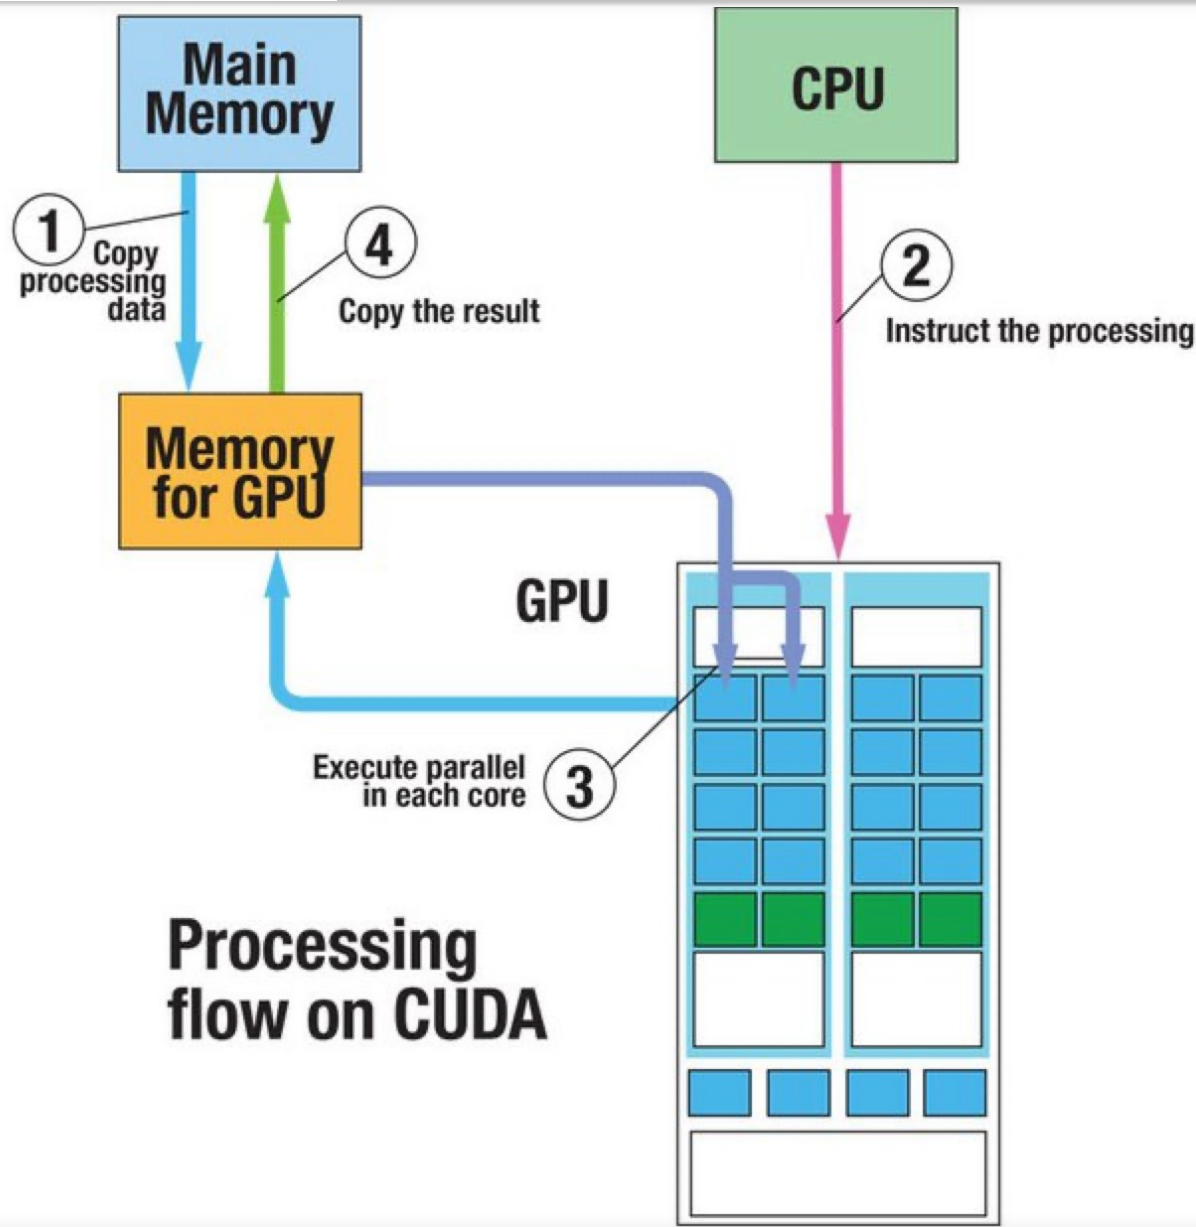 Main
Memory
CPU
1
Copy
processing
data
4
Copy the result
2
Instruct the processing
Memory
for GPU
GPU
Execute parallel
in each core
3
Processing
flow on CUDA